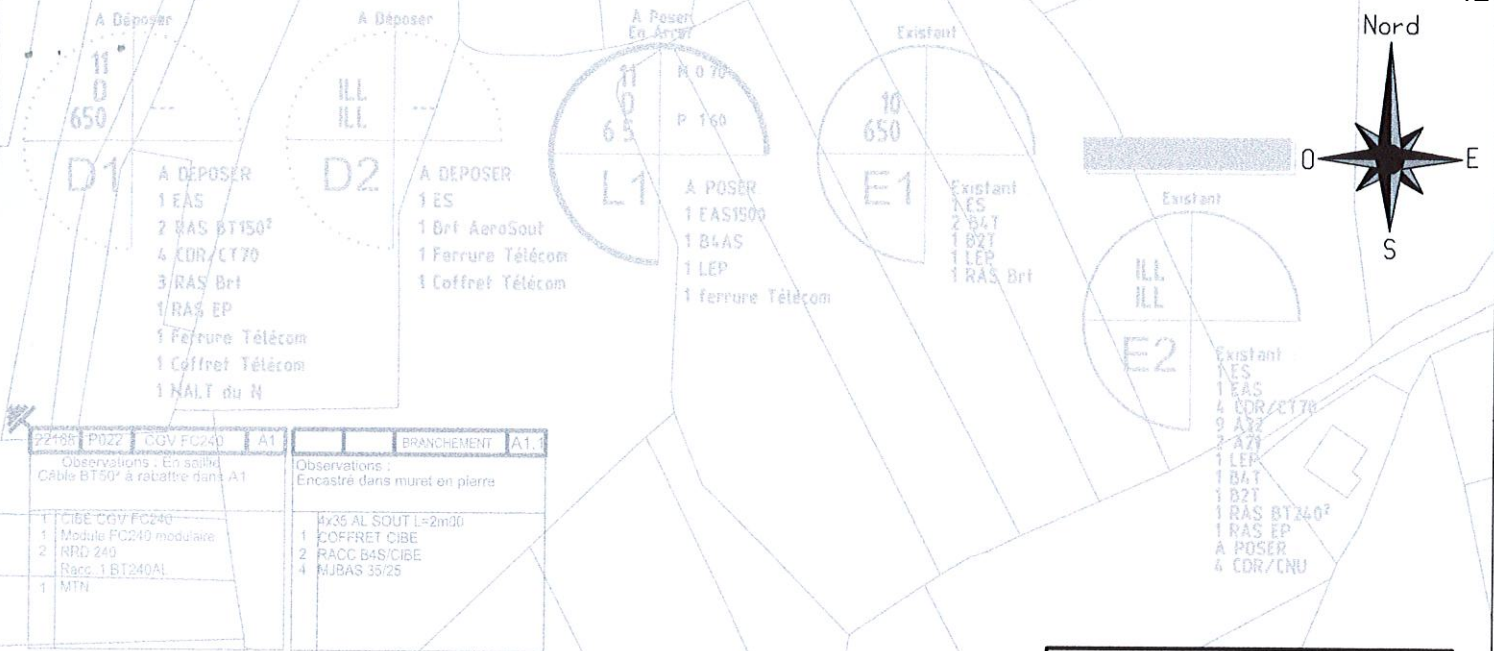 Nord
O
E
S
A Déposer
11
D
650
---
D1
A DEPOSER
1 EAS
2 RAS BT150²
4 CDR/CT70
3 RAS Brt
1 RAS EP
1 Ferrure Télécom
1 Coffret Télécom
1 MALT du N
A Déposer
ILL
ILL
---
D2
A DEPOSER
1 ES
1 Brt AeroSout
1 Ferrure Télécom
1 Coffret Télécom
A Poser
En Arrêt
11
D
6.5
H 0 70
P 1 60
L1
A POSER
1 EAS1500
1 B4AS
1 LEP
1 ferrure Télécom
Existant
10
650
E1
Existant
1 ES
2 B4T
1 B2T
1 LEP
1 RAS Brt
Existant
ILL
ILL
E2
Existant
1 ES
1 EAS
4 CDR/CT70
9 A22
2 A21
1 LEP
1 B4T
1 B2T
1 RAS BT240²
1 RAS EP
A POSER
4 CDR/CNU
22168 P022 CGV FC240 A1
Observations : En saillie
Câble BT50² à rabattre dans A1
1 CIBE CGV FC240
1 Module FC240 modulaire
2 RRD 240
Racc. 1 BT240AL
1 MTN
BRANCHEMENT A1.1
Observations :
Encastré dans muret en pierre
4x35 AL SOUT L=2m00
1 COFFRET CIBE
2 RACC B4S/CIBE
4 MJBAS 35/25